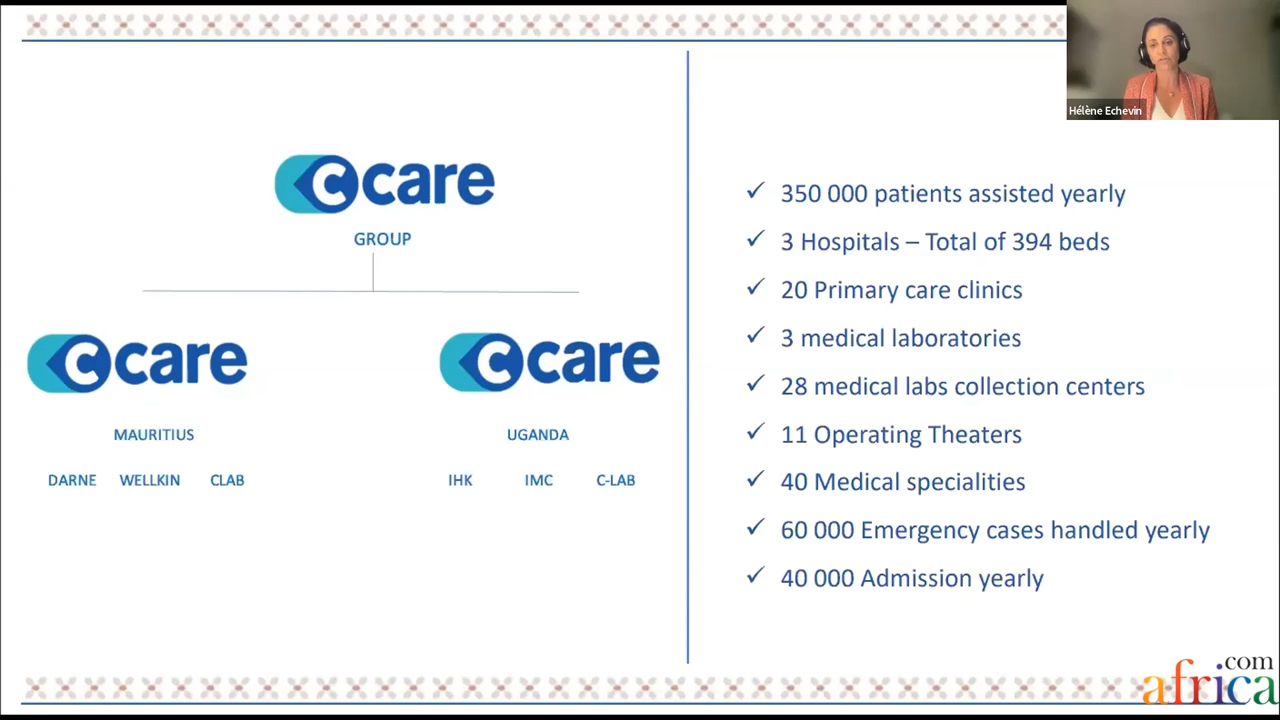 Hélène Echevin
C care
GROUP
C care
C care
MAURITIUS
UGANDA
DARNE WELLKIN CLAB
IHK IMC C-LAB
350 000 patients assisted yearly
3 Hospitals – Total of 394 beds
20 Primary care clinics
3 medical laboratories
28 medical labs collection centers
11 Operating Theaters
40 Medical specialities
60 000 Emergency cases handled yearly
40 000 Admission yearly
africa.com